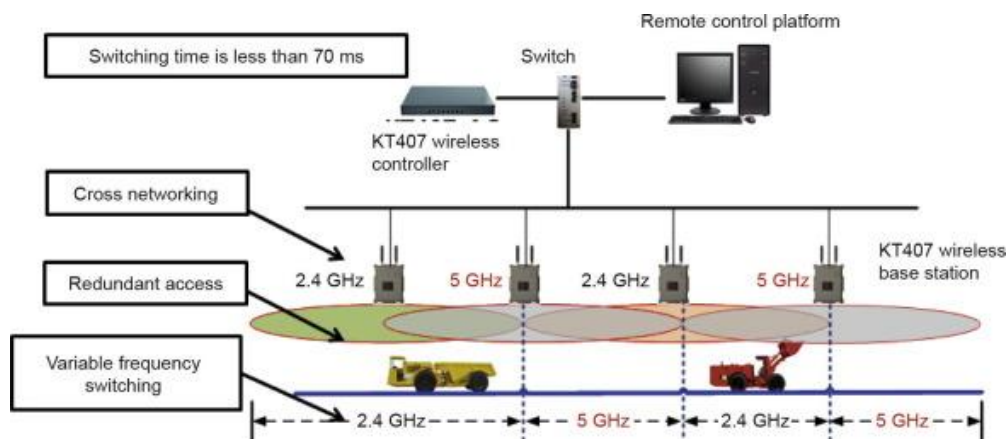 Remote control platform
Switching time is less than 70 ms
Switch
KT407 wireless
controller
Cross networking
KT407 wireless
base station
2.4 GHz
5 GHz
2.4 GHz
5 GHz
Redundant access
Variable frequency
switching
2.4 GHz
5 GHz
2.4 GHz
5 GHz